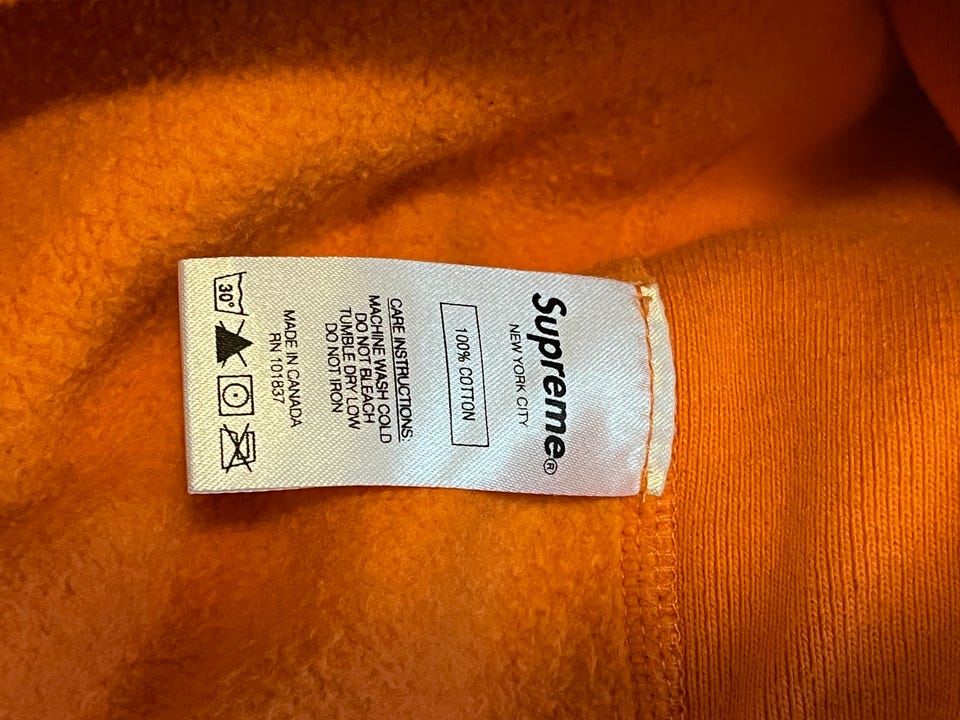 Supreme®
NEW YORK CITY
100% COTTON
CARE INSTRUCTIONS:
MACHINE WASH COLD
DO NOT BLEACH
TUMBLE DRY LOW
DO NOT IRON
MADE IN CANADA
RN 101837
30°